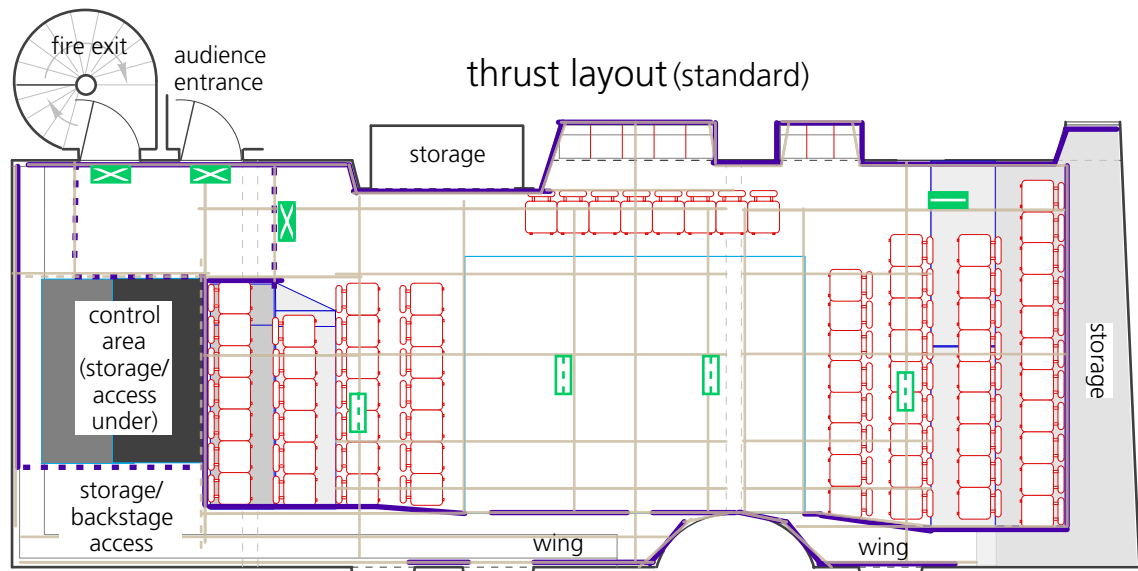 fire exit
audience
entrance
thrust layout (standard)
storage
control
area
(storage/
access
under)
storage
storage/
backstage
access
wing
wing